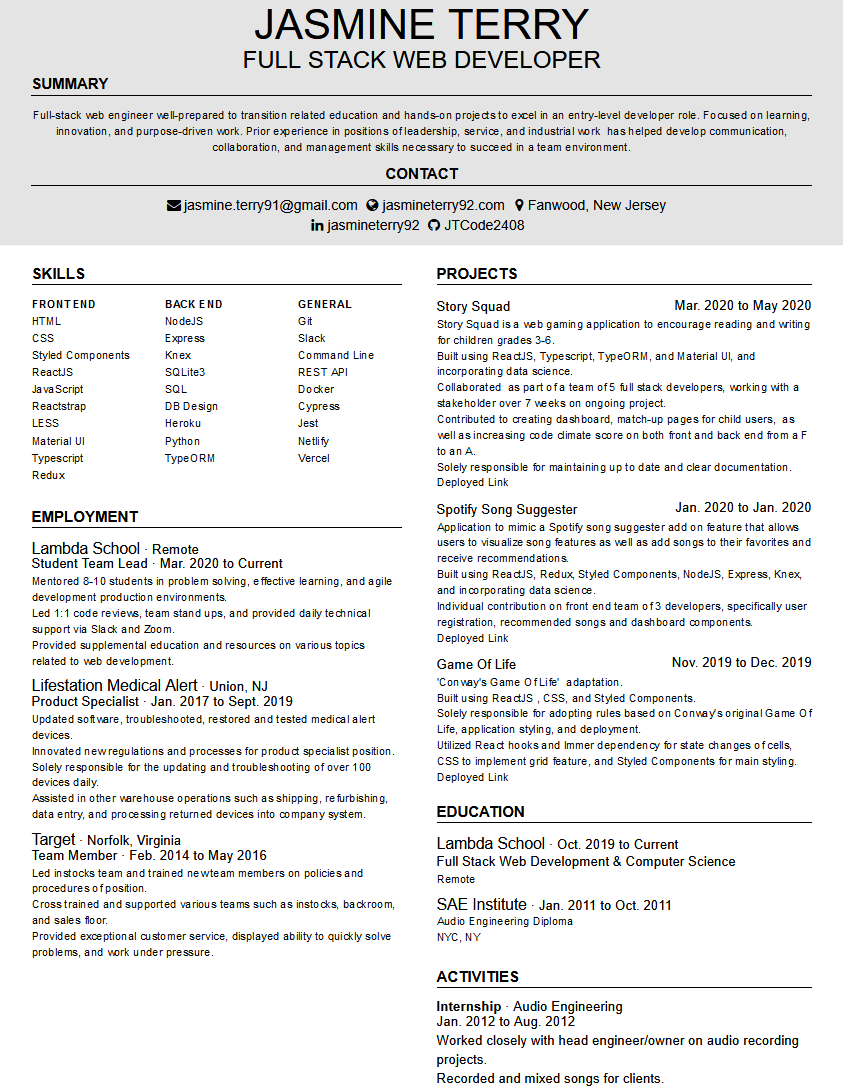 JASMINE TERRY
FULL STACK WEB DEVELOPER
SUMMARY
Full-stack web engineer well-prepared to transition related education and hands-on projects to excel in an entry-level developer role. Focused on learning,
innovation, and purpose-driven work. Prior experience in positions of leadership, service, and industrial work has helped develop communication,
collaboration, and management skills necessary to succeed in a team environment.
CONTACT
jasmine.terry91@gmail.com jasmineterry92.com Fanwood, New Jersey
jasmineterry92 JTCode2408
SKILLS
FRONTEND
HTML
CSS
Styled Components
ReactJS
JavaScript
Reactstrap
LESS
Material UI
Typescript
Redux
BACK END
NodeJS
Express
Knex
SQLite3
SQL
DB Design
Heroku
Python
TypeORM
GENERAL
Git
Slack
Command Line
REST API
Docker
Cypress
Jest
Netlify
Vercel
EMPLOYMENT
Lambda School · Remote
Student Team Lead · Mar. 2020 to Current
Mentored 8-10 students in problem solving, effective learning, and agile
development production environments.
Led 1:1 code reviews, team stand ups, and provided daily technical
support via Slack and Zoom.
Provided supplemental education and resources on various topics
related to web development.
Lifestation Medical Alert · Union, NJ
Product Specialist · Jan. 2017 to Sept. 2019
Updated software, troubleshooted, restored and tested medical alert
devices.
Innovated new regulations and processes for product specialist position.
Solely responsible for the updating and troubleshooting of over 100
devices daily.
Assisted in other warehouse operations such as shipping, refurbishing,
data entry, and processing returned devices into company system.
Target · Norfolk, Virginia
Team Member · Feb. 2014 to May 2016
Led instocks team and trained new team members on policies and
procedures of position.
Cross trained and supported various teams such as instocks, backroom,
and sales floor.
Provided exceptional customer service, displayed ability to quickly solve
problems, and work under pressure.
PROJECTS
Story Squad Mar. 2020 to May 2020
Story Squad is a web gaming application to encourage reading and writing
for children grades 3-6.
Built using ReactJS, Typescript, TypeORM, and Material UI, and
incorporating data science.
Collaborated as part of a team of 5 full stack developers, working with a
stakeholder over 7 weeks on ongoing project.
Contributed to creating dashboard, match-up pages for child users, as
well as increasing code climate score on both front and back end from a F
to an A.
Solely responsible for maintaining up to date and clear documentation.
Deployed Link
Spotify Song Suggester Jan. 2020 to Jan. 2020
Application to mimic a Spotify song suggester add on feature that allows
users to visualize song features as well as add songs to their favorites and
receive recommendations.
Built using ReactJS, Redux, Styled Components, NodeJS, Express, Knex,
and incorporating data science.
Individual contribution on front end team of 3 developers, specifically user
registration, recommended songs and dashboard components.
Deployed Link
Game Of Life Nov. 2019 to Dec. 2019
'Conway's Game Of Life' adaptation.
Built using ReactJS , CSS, and Styled Components.
Solely responsible for adopting rules based on Conway's original Game Of
Life, application styling, and deployment.
Utilized React hooks and Immer dependency for state changes of cells,
CSS to implement grid feature, and Styled Components for main styling.
Deployed Link
EDUCATION
Lambda School · Oct. 2019 to Current
Full Stack Web Development & Computer Science
Remote
SAE Institute · Jan. 2011 to Oct. 2011
Audio Engineering Diploma
NYC, NY
ACTIVITIES
Internship · Audio Engineering
Jan. 2012 to Aug. 2012
Worked closely with head engineer/owner on audio recording
projects.
Recorded and mixed songs for clients.